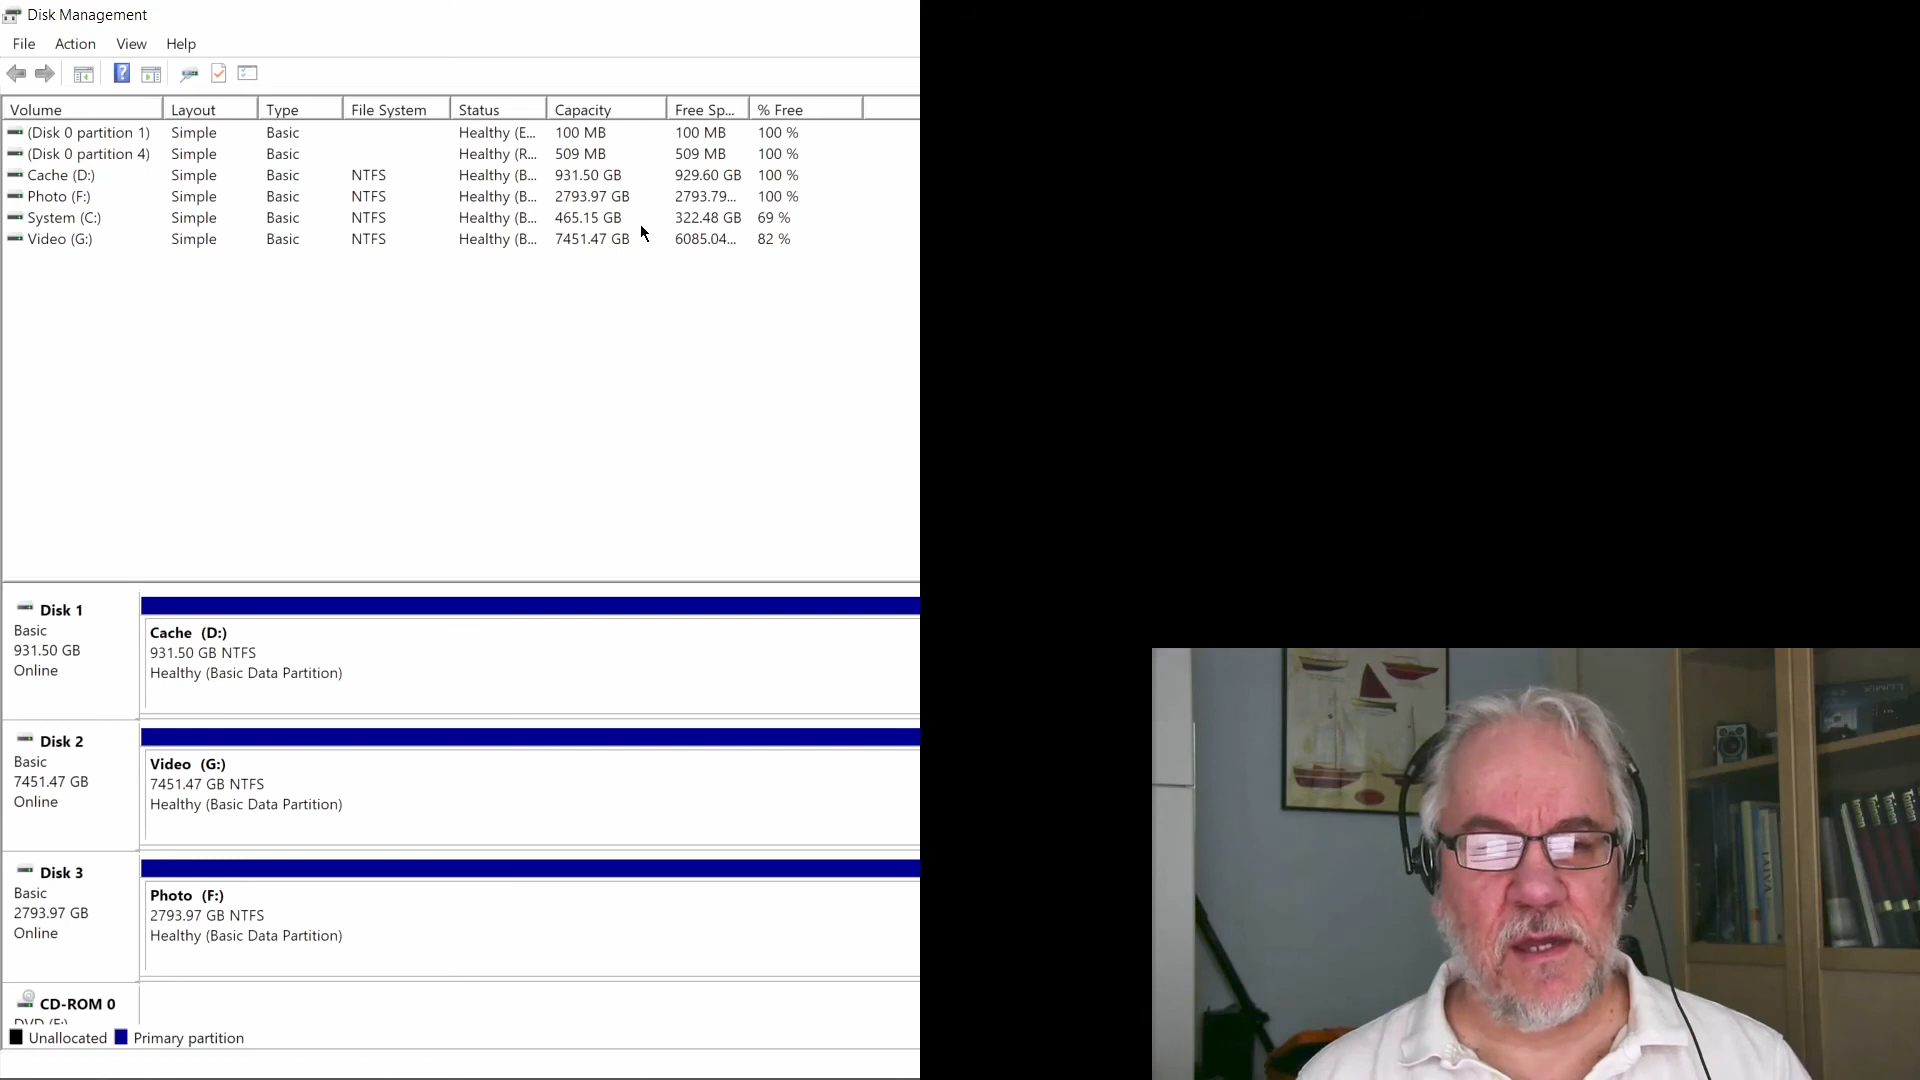 Disk Management
File Action View Help
Volume Layout Type File System Status Capacity Free Sp... % Free
(Disk 0 partition 1) Simple Basic Healthy (E... 100 MB 100 MB 100 %
(Disk 0 partition 4) Simple Basic Healthy (R... 509 MB 509 MB 100 %
Cache (D:) Simple Basic NTFS Healthy (B... 931.50 GB 929.60 GB 100 %
Photo (F:) Simple Basic NTFS Healthy (B... 2793.97 GB 2793.79... 100 %
System (C:) Simple Basic NTFS Healthy (B... 465.15 GB 322.48 GB 69 %
Video (G:) Simple Basic NTFS Healthy (B... 7451.47 GB 6085.04... 82 %
Disk 1
Basic
931.50 GB
Online
Cache (D:)
931.50 GB NTFS
Healthy (Basic Data Partition)
Disk 2
Basic
7451.47 GB
Online
Video (G:)
7451.47 GB NTFS
Healthy (Basic Data Partition)
Disk 3
Basic
2793.97 GB
Online
Photo (F:)
2793.97 GB NTFS
Healthy (Basic Data Partition)
CD-ROM 0
DVD (E:)
Unallocated Primary partition
LUMIX